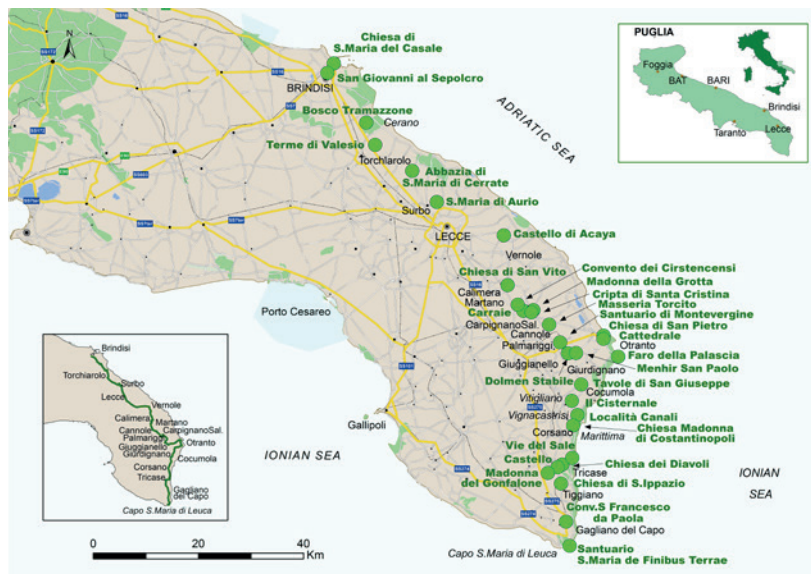 N
Chiesa di
S.Maria del Casale
BRINDISI
San Giovanni al Sepolcro
Bosco Tramazzone
Cerano
Terme di Valesio
Torchiarolo
Abbazia di
S.Maria di Cerrate
Surbo
S.Maria di Aurio
LECCE
Castello di Acaya
Vernole
Chiesa di San Vito
Convento dei Cirstencensi
Madonna della Grotta
Calimera
Martano
Cripta di Santa Cristina
Carraie
Masseria Torcito
Santuario di Montevergine
CarpignanoSal.
Chiesa di San Pietro
Cannole
Cattedrale
Palmariggi
Otranto
Giuggianello
Faro della Palascia
Giurdignano
Menhir San Paolo
Dolmen Stabile
Tavole di San Giuseppe
Cocumola
Vitigliano
Il Cisternale
Vignacastrisi
Località Canali
Corsano
Marittima
Chiesa Madonna
di Costantinopoli
Vie del Sale
Castello
Chiesa dei Diavoli
Tricase
Madonna
del Gonfalone
Chiesa di S.Ippazio
Tiggiano
Conv.S Francesco
da Paola
Gagliano del Capo
Capo S.Maria di Leuca
Santuario
S.Maria de Finibus Terrae
Porto Cesareo
Gallipoli
ADRIATIC SEA
IONIAN SEA
IONIAN
SEA
PUGLIA
Foggia
BAT
BARI
Brindisi
Taranto
Lecce
Brindisi
Torchiarolo
Surbo
Lecce
Vernole
Calimera
Martano
Cannole
CarpignanoSal.
Palmariggi
Otranto
Giuggianello
Giurdignano
Cocumola
Corsano
Tricase
Gagliano
del Capo
Capo S.Maria di Leuca
0 10 20 40
Km